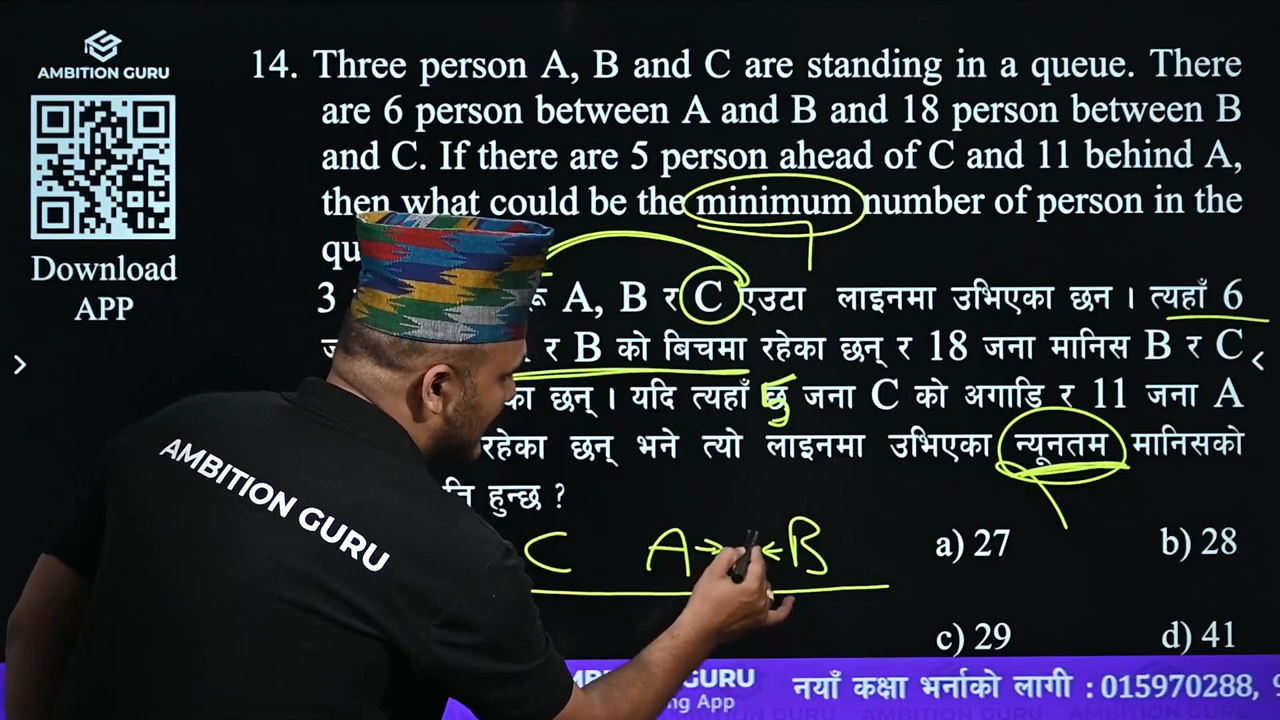 AMBITION GURU
Download
APP
14. Three person A, B and C are standing in a queue. There
are 6 person between A and B and 18 person between B
and C. If there are 5 person ahead of C and 11 behind A,
then what could be the minimum number of person in the
qu
3 रू A, B र C एउटा लाइनमा उभिएका छन । त्यहाँ 6
र B को बिचमा रहेका छन् र 18 जना मानिस B र C
का छन् । यदि त्यहाँ 5 जना C को अगाडि र 11 जना A
रहेका छन् भने त्यो लाइनमा उभिएका न्यूनतम मानिसको
हुन्छ ?
C A B
a) 27 b) 28
c) 29 d) 41
AMBITION GURU
GURU
ng App
नयाँ कक्षा भर्नाको लागी : 015970288,